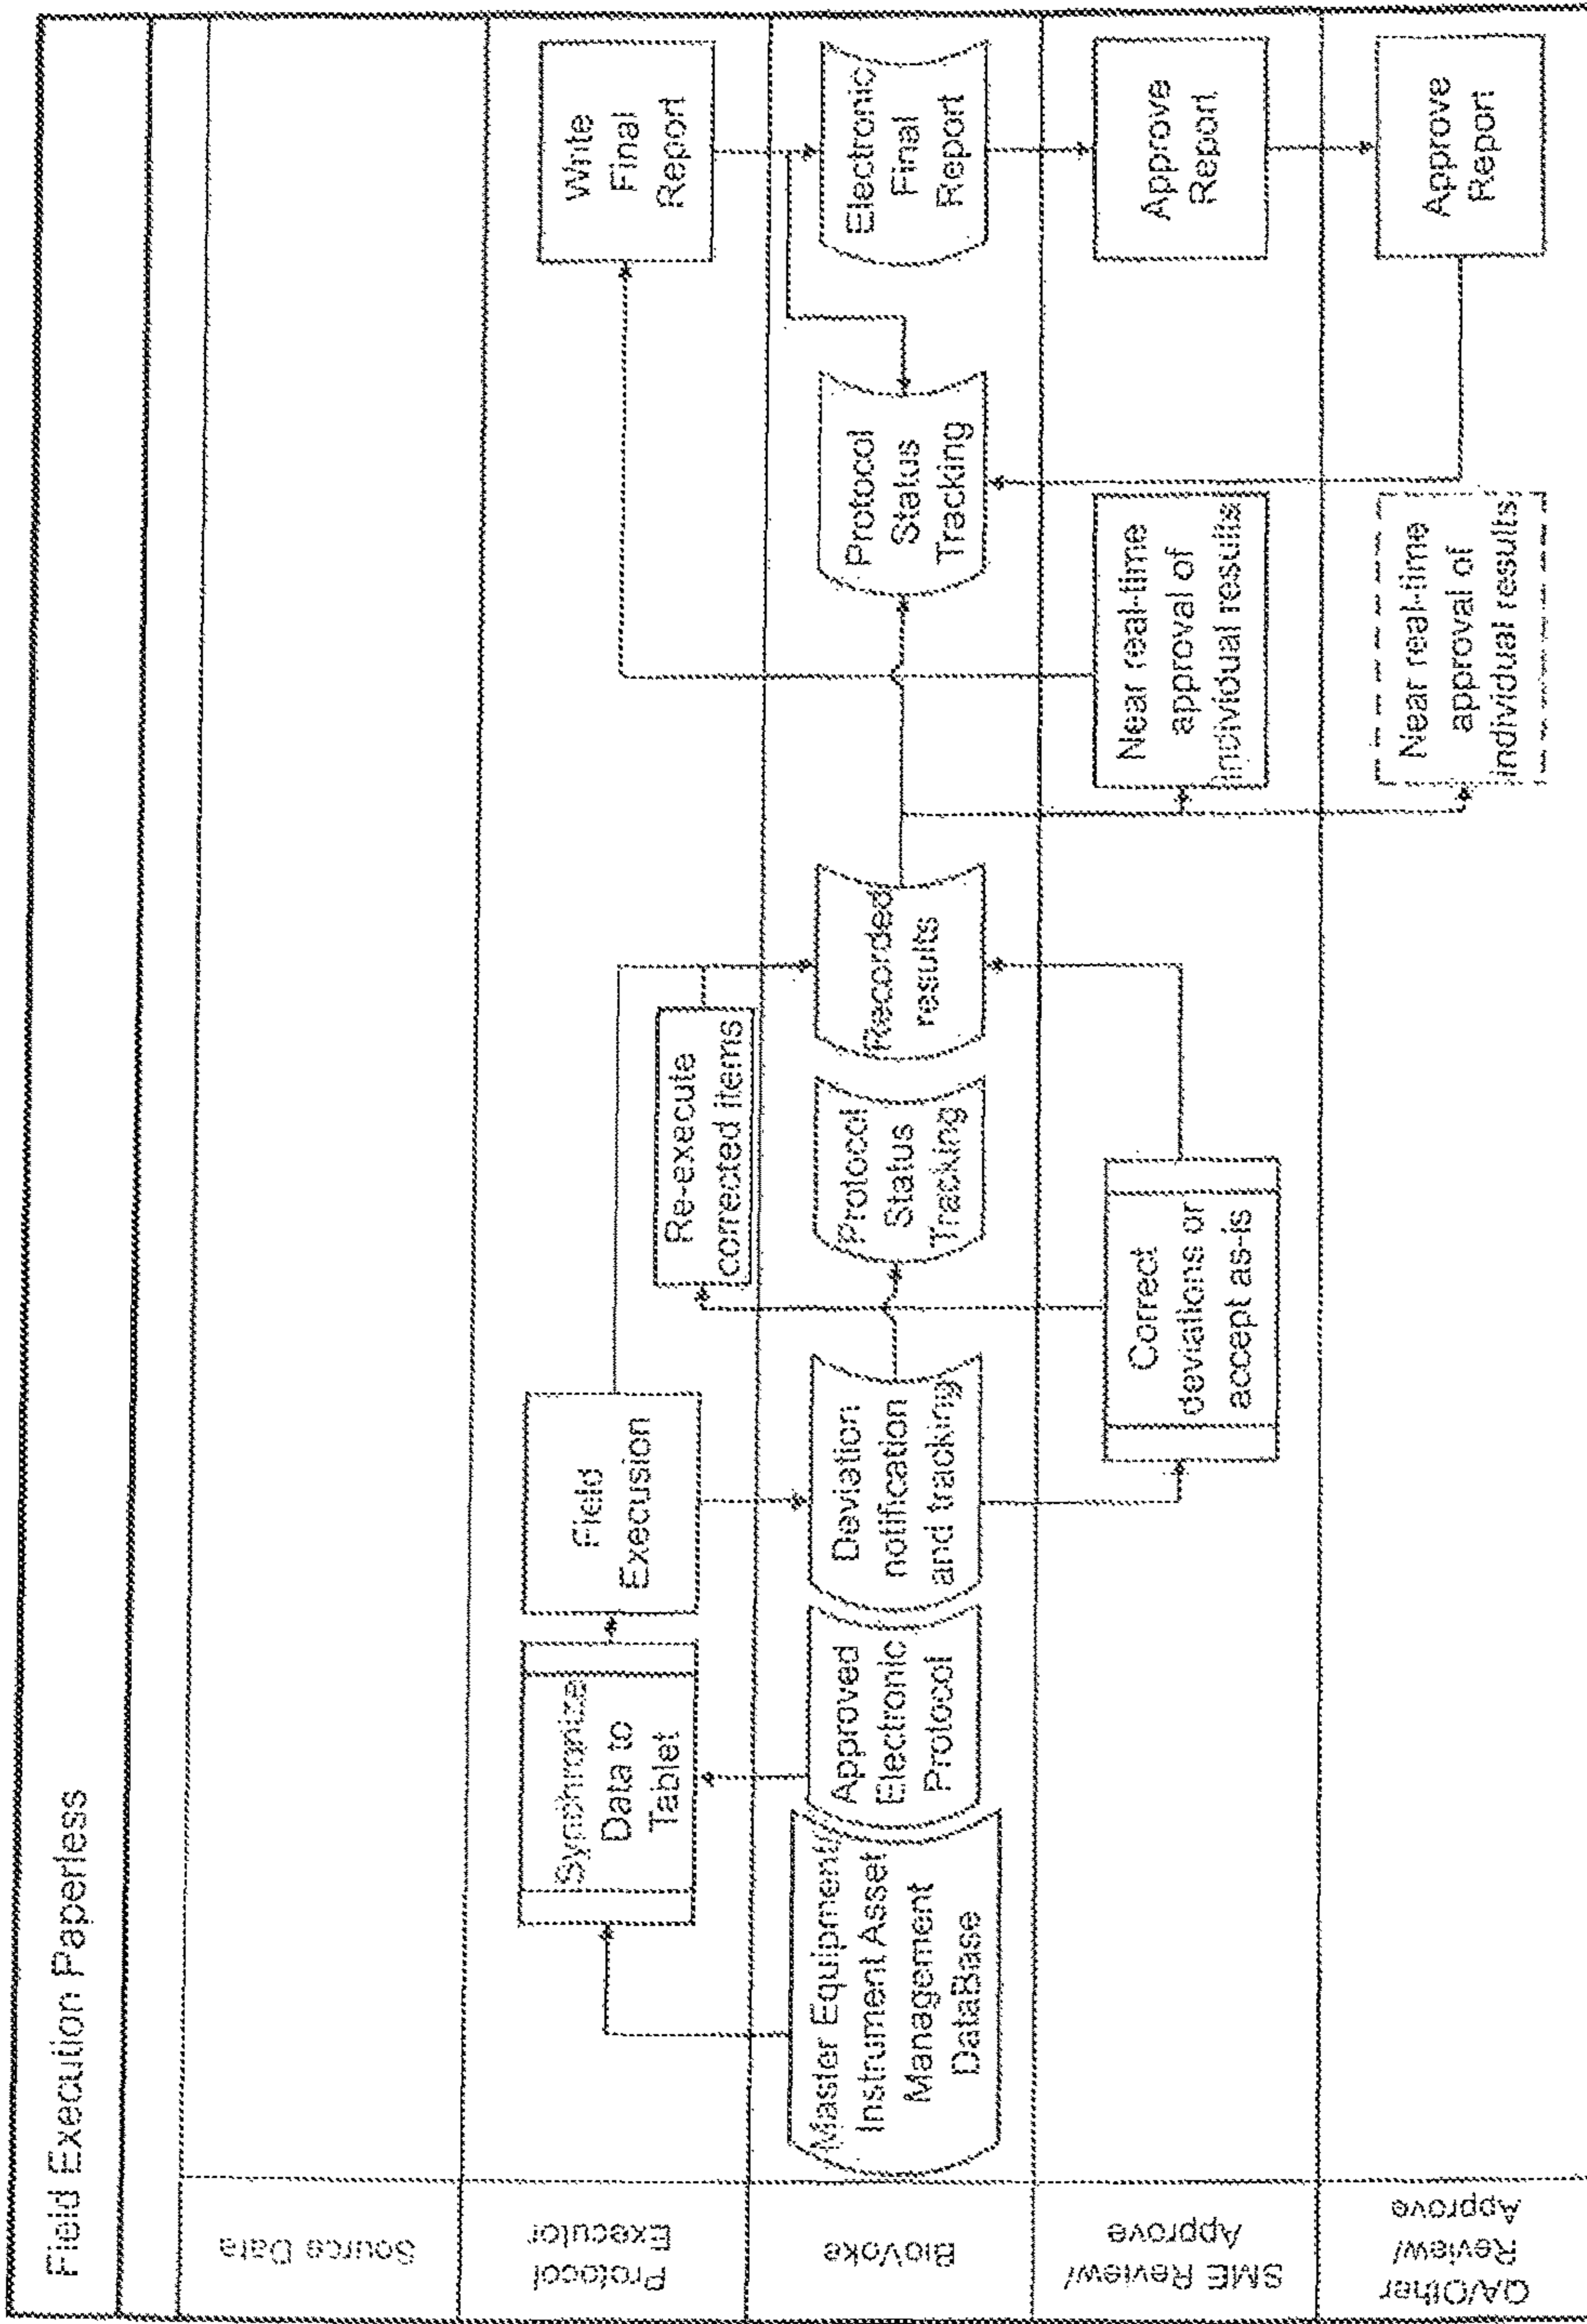 Field Execution Paperless
Source Data
Protocol
Executor
Synchronize
Data to
Tablet
Field
Execusion
Re-execute
corrected items
Write
Final
Report
BioVoke
Master Equipment/
Instrument Asset
Management
DataBase
Approved
Electronic
Protocol
Deviation
notification
and tracking
Protocol
Status
Tracking
Recorded
results
Protocol
Status
Tracking
Electronic
Final
Report
SME Review/
Approve
Correct
deviations or
accept as-is
Near real-time
approval of
individual results
Approve
Report
QA/Other
Review/
Approve
Near real-time
approval of
individual results
Approve
Report